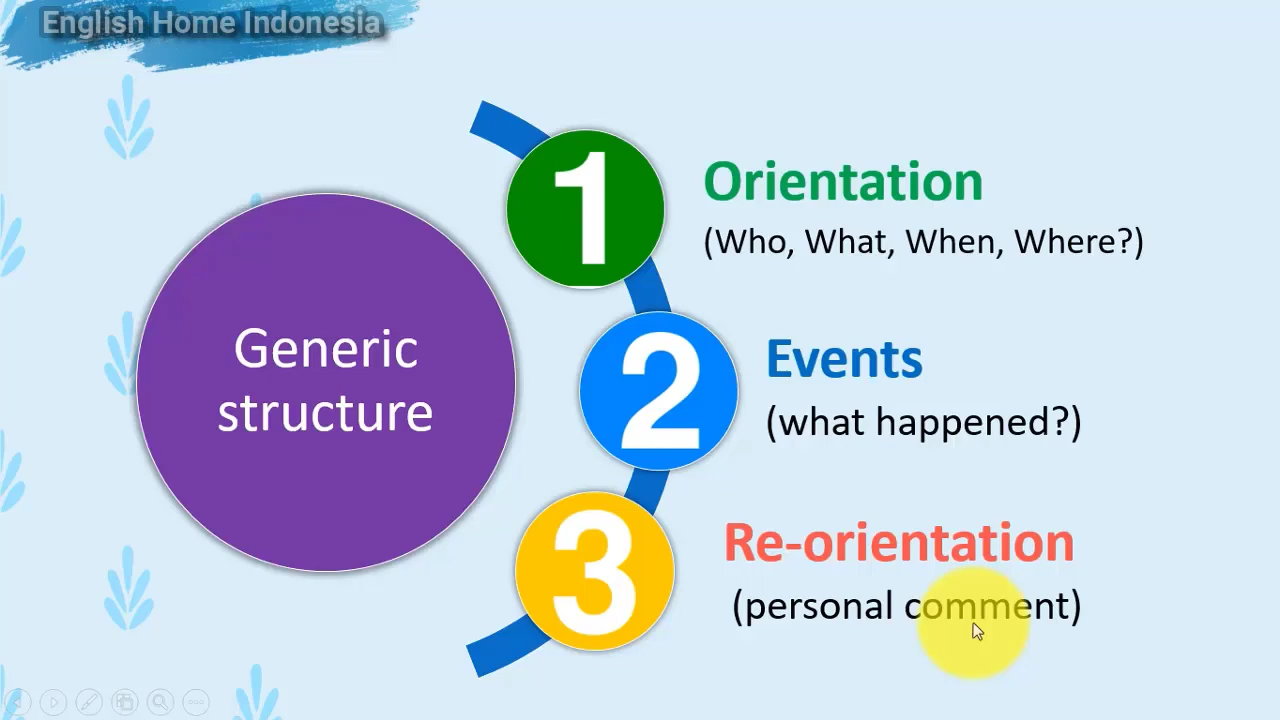 English Home Indonesia
Generic
structure
1
Orientation
(Who, What, When, Where?)
2
Events
(what happened?)
3
Re-orientation
(personal comment)